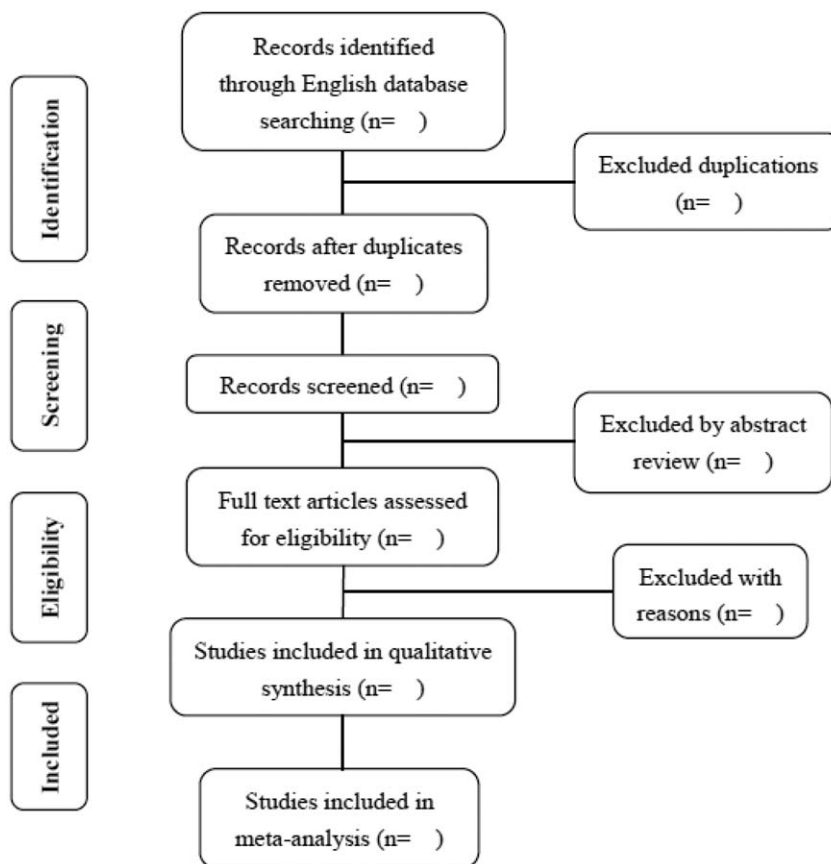 Records identified
through English database
searching (n=    )
Identification
Excluded duplications
(n=    )
Records after duplicates
removed (n=    )
Screening
Records screened (n=    )
Excluded by abstract
review (n=    )
Full text articles assessed
for eligibility (n=    )
Eligibility
Excluded with
reasons (n=    )
Studies included in qualitative
synthesis (n=    )
Included
Studies included in
meta-analysis (n=    )